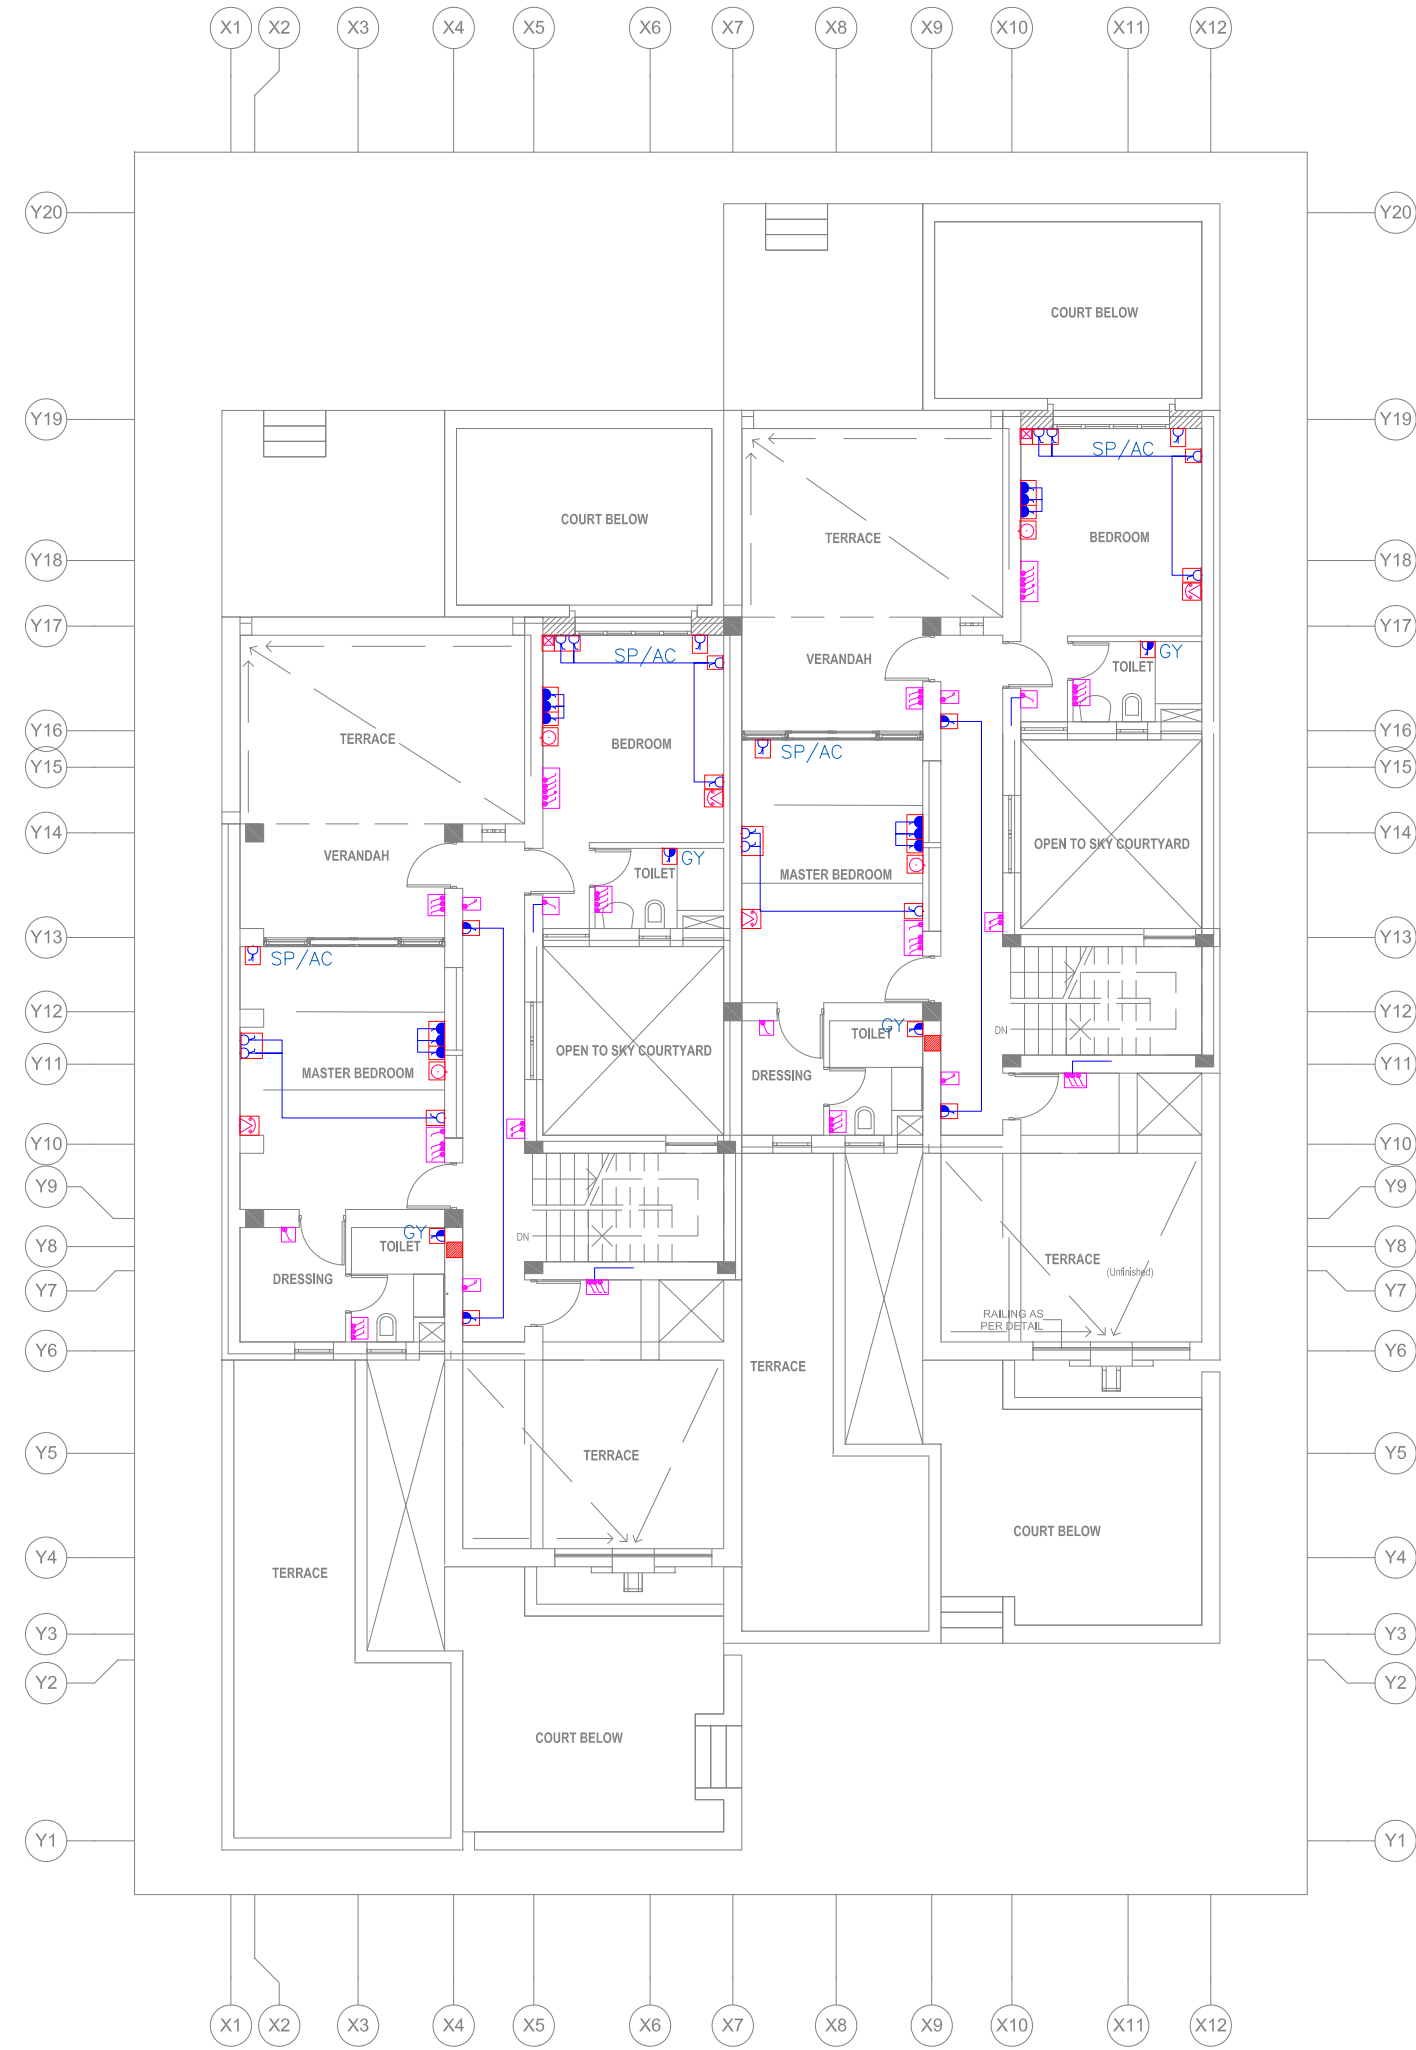 X1 X2 X3 X4 X5 X6 X7 X8 X9 X10 X11 X12
Y20 Y20
COURT BELOW
Y19 Y19
SP/AC
COURT BELOW
TERRACE
BEDROOM
Y18 Y18
Y17 Y17
SP/AC
VERANDAH
TOILET
GY
Y16 Y16
TERRACE
BEDROOM
SP/AC
Y15 Y15
Y14 Y14
OPEN TO SKY COURTYARD
VERANDAH
GY
TOILET
MASTER BEDROOM
Y13 Y13
SP/AC
Y12 Y12
GY
TOILET
DN
OPEN TO SKY COURTYARD
Y11 Y11
MASTER BEDROOM
DRESSING
Y10 Y10
Y9 Y9
GY
TOILET
DN
Y8 Y8
TERRACE
(Unfinished)
DRESSING
Y7 Y7
RAILING AS
PER DETAIL
Y6 Y6
TERRACE
Y5 Y5
TERRACE
COURT BELOW
Y4 Y4
TERRACE
Y3 Y3
Y2 Y2
COURT BELOW
Y1 Y1
X1 X2 X3 X4 X5 X6 X7 X8 X9 X10 X11 X12